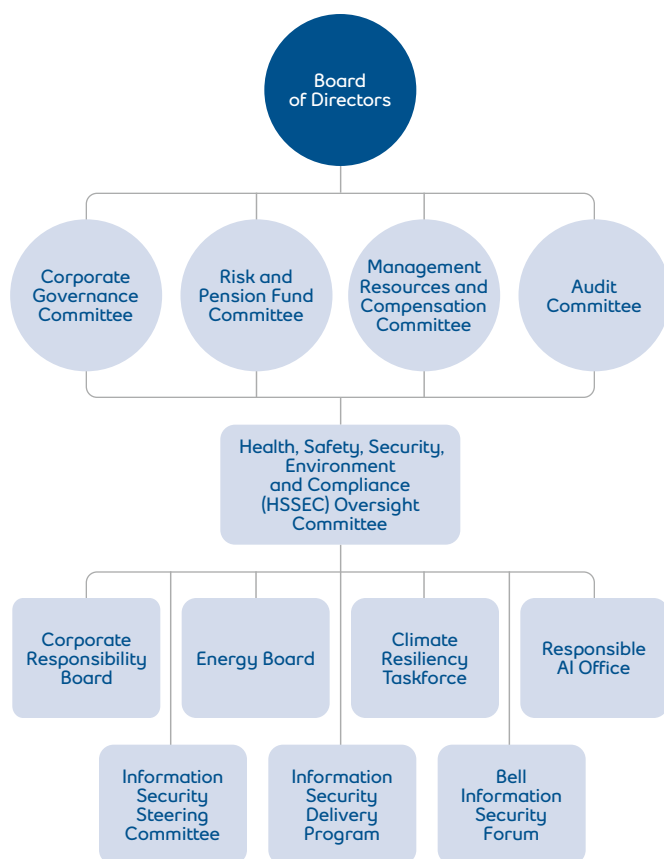 Board
of Directors
Corporate
Governance
Committee
Risk and
Pension Fund
Committee
Management
Resources and
Compensation
Committee
Audit
Committee
Health, Safety, Security,
Environment
and Compliance
(HSSEC) Oversight
Committee
Corporate
Responsibility
Board
Energy Board
Climate
Resiliency
Taskforce
Responsible
AI Office
Information
Security
Steering
Committee
Information
Security
Delivery
Program
Bell
Information
Security
Forum